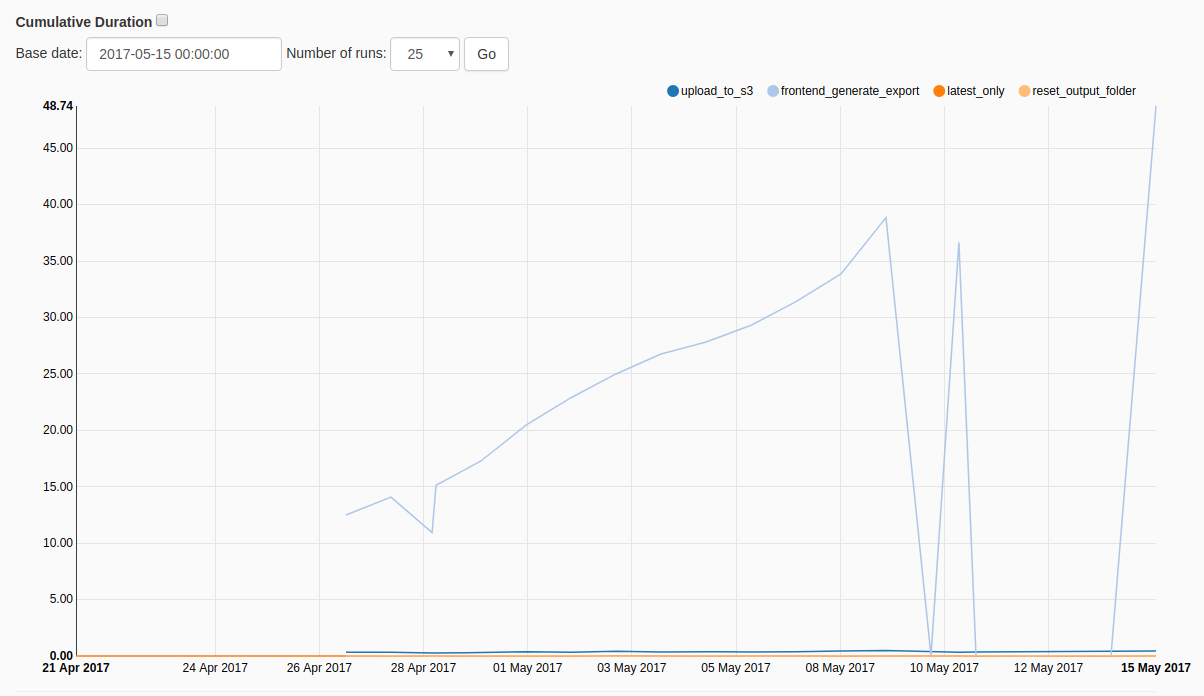 Cumulative Duration
Base date: 2017-05-15 00:00:00 Number of runs: 25 Go
upload_to_s3 frontend_generate_export latest_only reset_output_folder
48.74
45.00
40.00
35.00
30.00
25.00
20.00
15.00
10.00
5.00
0.00
21 Apr 2017 24 Apr 2017 26 Apr 2017 28 Apr 2017 01 May 2017 03 May 2017 05 May 2017 08 May 2017 10 May 2017 12 May 2017 15 May 2017